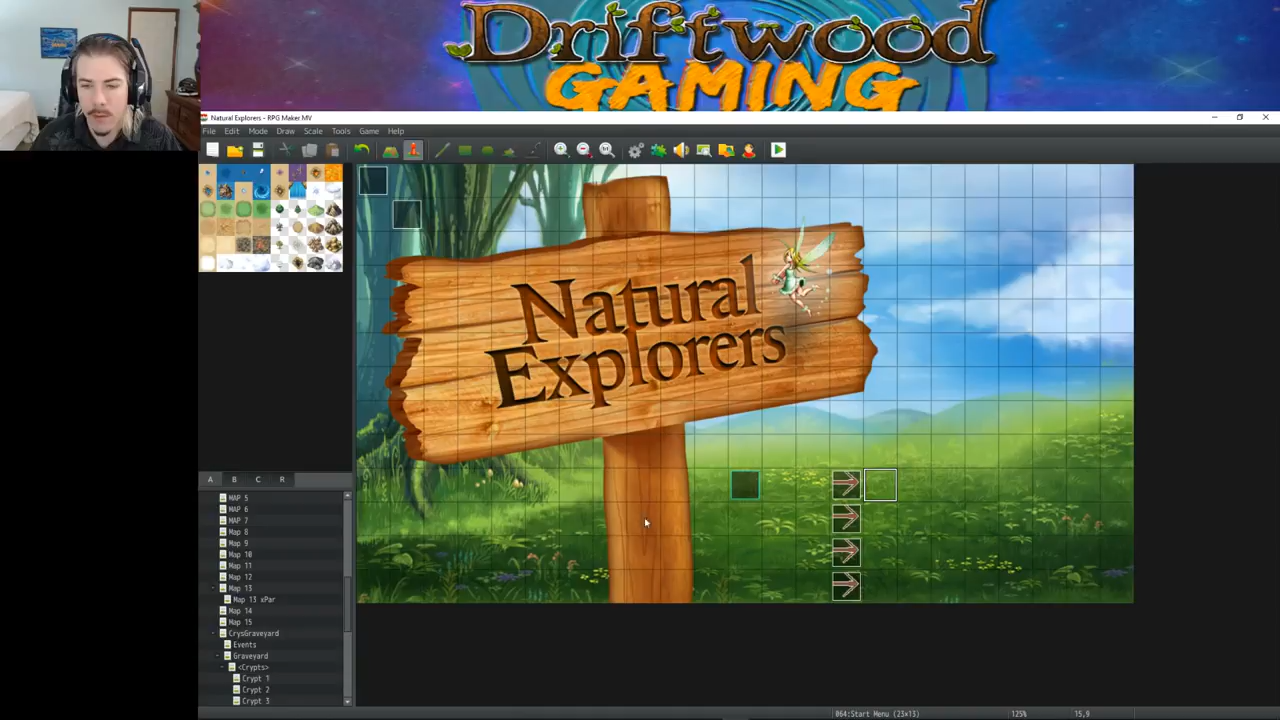 Driftwood
GAMING
Natural Explorers - RPG Maker MV
File Edit Mode Draw Scale Tools Game Help
Natural
Explorers
A B C R
MAP 5
MAP 6
MAP 7
Map 8
Map 9
Map 10
Map 11
Map 12
Map 13
Map 13 xPar
Map 14
Map 15
CrysGraveyard
Events
Graveyard
<Crypts>
Crypt 1
Crypt 2
Crypt 3
064:Start Menu (23×13) 125% 15,9